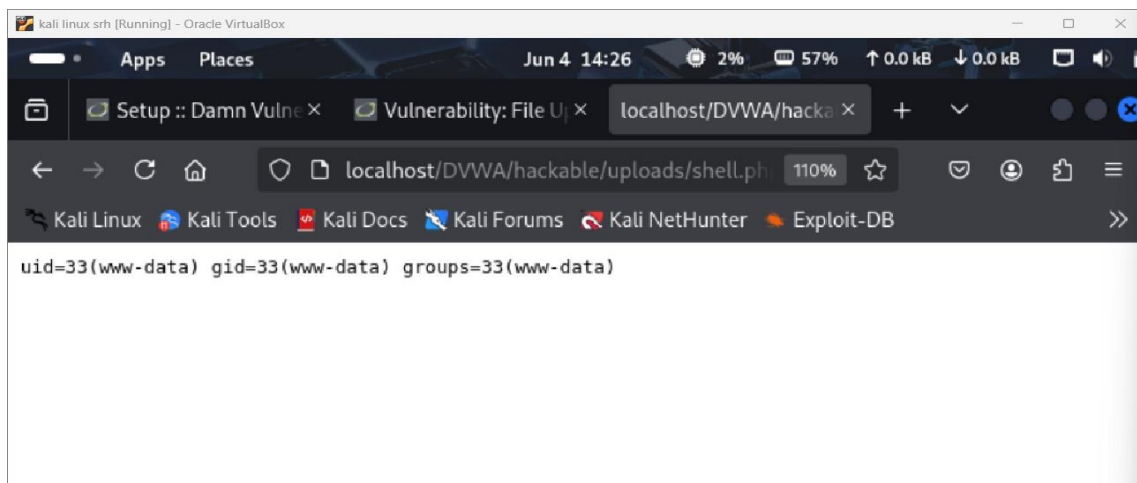 kali linux srh [Running] - Oracle VirtualBox
Apps Places Jun 4 14:26 2% 57% ↑ 0.0 kB ↓ 0.0 kB
Setup :: Damn Vulne × Vulnerability: File Up × localhost/DVWA/hacka ×
localhost/DVWA/hackable/uploads/shell.ph 110%
Kali Linux Kali Tools Kali Docs Kali Forums Kali NetHunter Exploit-DB
uid=33(www-data) gid=33(www-data) groups=33(www-data)